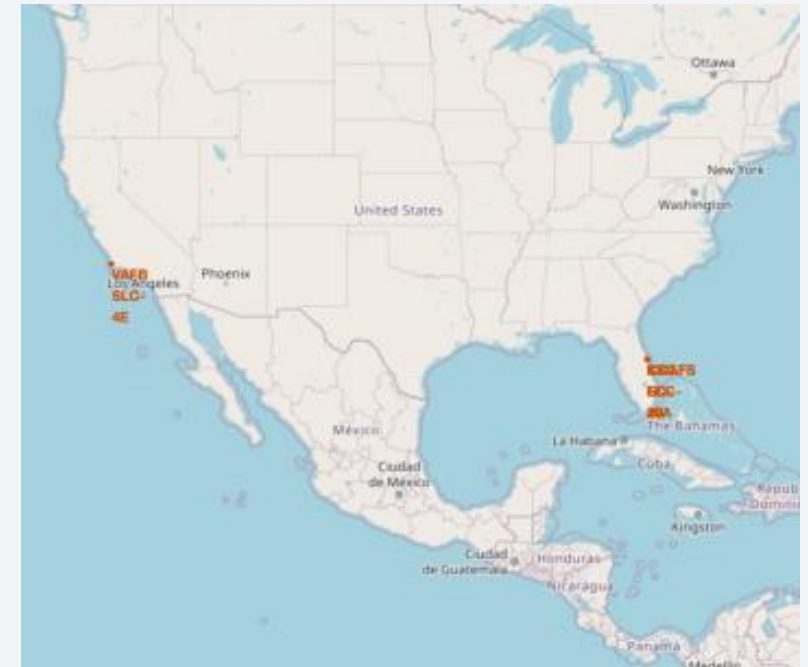 Ottawa
New York
Washington
United States
VAFB
SLC-
4E
Los Angeles
Phoenix
The Bahamas
La Habana
México
Cuba
Ciudad
de México
Kingston
Ciudad
de Guatemala
Honduras
Nicaragua
Panamá
Medellín